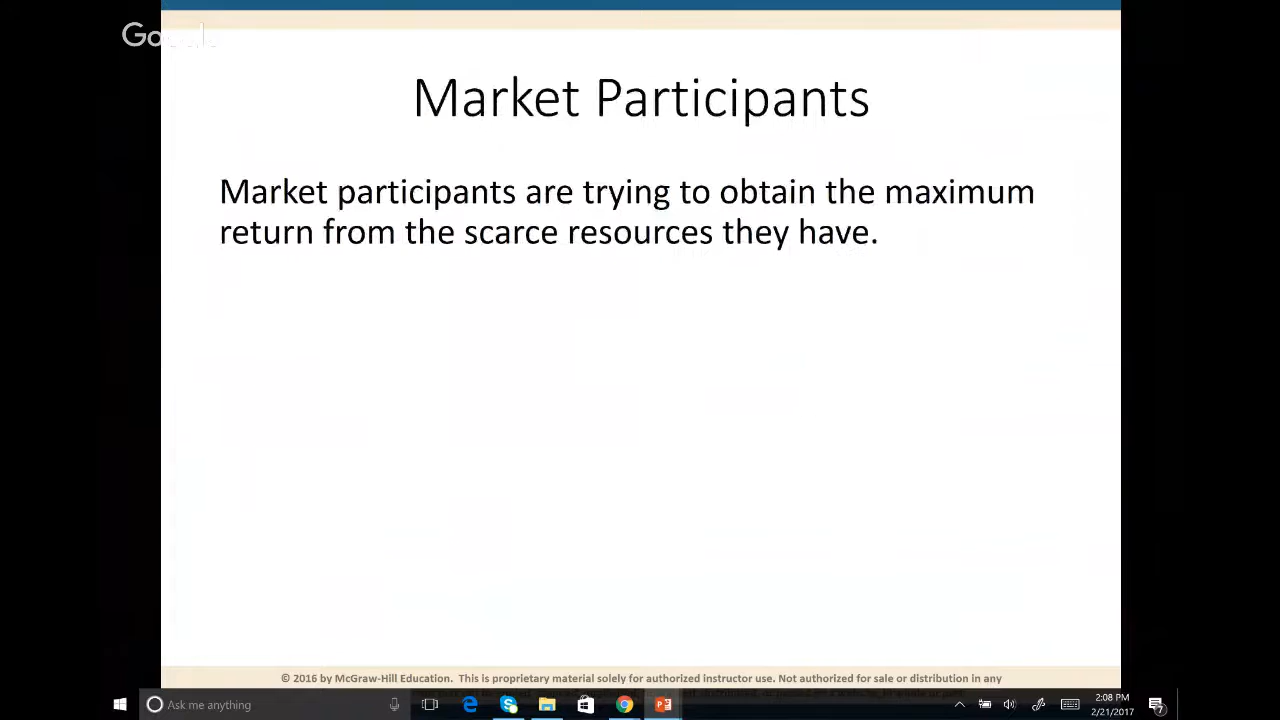 Google
Market Participants
Market participants are trying to obtain the maximum
return from the scarce resources they have.
© 2016 by McGraw-Hill Education. This is proprietary material solely for authorized instructor use. Not authorized for sale or distribution in any
Ask me anything
2:08 PM
2/21/2017